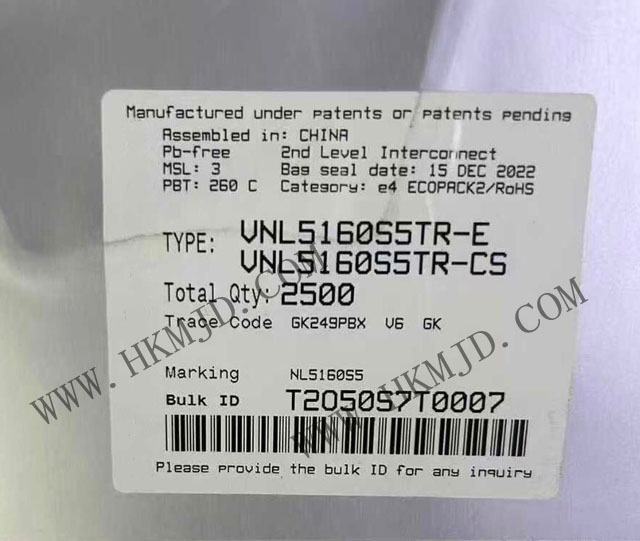 Manufactured under patents or patents pending
Assembled in: CHINA
Pb-free 2nd Level Interconnect
MSL: 3 Bag seal date: 15 DEC 2022
PBT: 260 C Category: e4 ECOPACK2/RoHS
TYPE: VNL5160S5TR-E
VNL5160S5TR-CS
Total Qty: 2500
Trace Code GK249PBX V6 GK
Marking NL5160S5
Bulk ID T2050S7T0007
Please provide the bulk ID for any inquiry
WWW.HKMJD.COM
WWW.HKMJD.COM